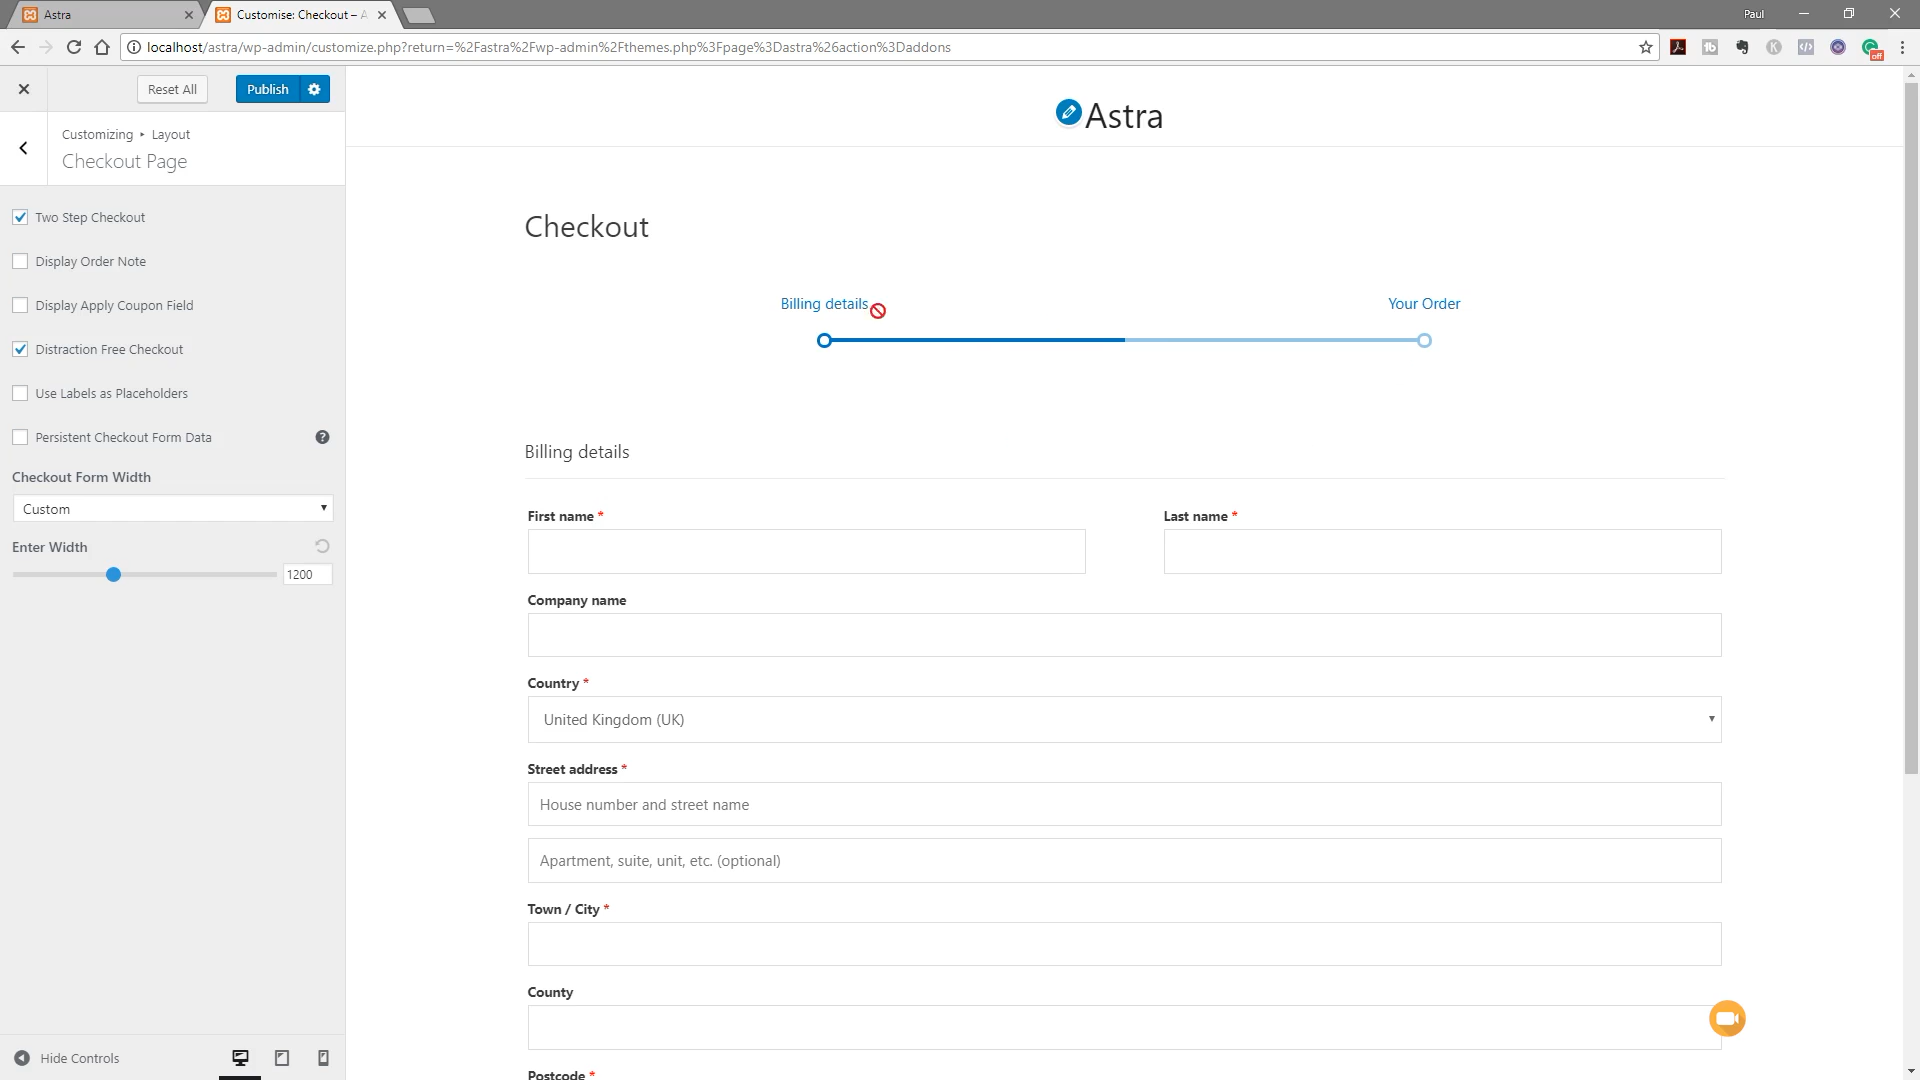 Astra
Customise: Checkout – A
Paul
localhost/astra/wp-admin/customize.php?return=%2Fastra%2Fwp-admin%2Fthemes.php%3Fpage%3Dastra%26action%3Daddons
off
Reset All
Publish
Customizing ▸ Layout
Checkout Page
Two Step Checkout
Display Order Note
Display Apply Coupon Field
Distraction Free Checkout
Use Labels as Placeholders
Persistent Checkout Form Data
Checkout Form Width
Custom
Enter Width
1200
Hide Controls
Astra
Checkout
Billing details
Your Order
Billing details
First name *
Last name *
Company name
Country *
United Kingdom (UK)
Street address *
House number and street name
Apartment, suite, unit, etc. (optional)
Town / City *
County
Postcode *